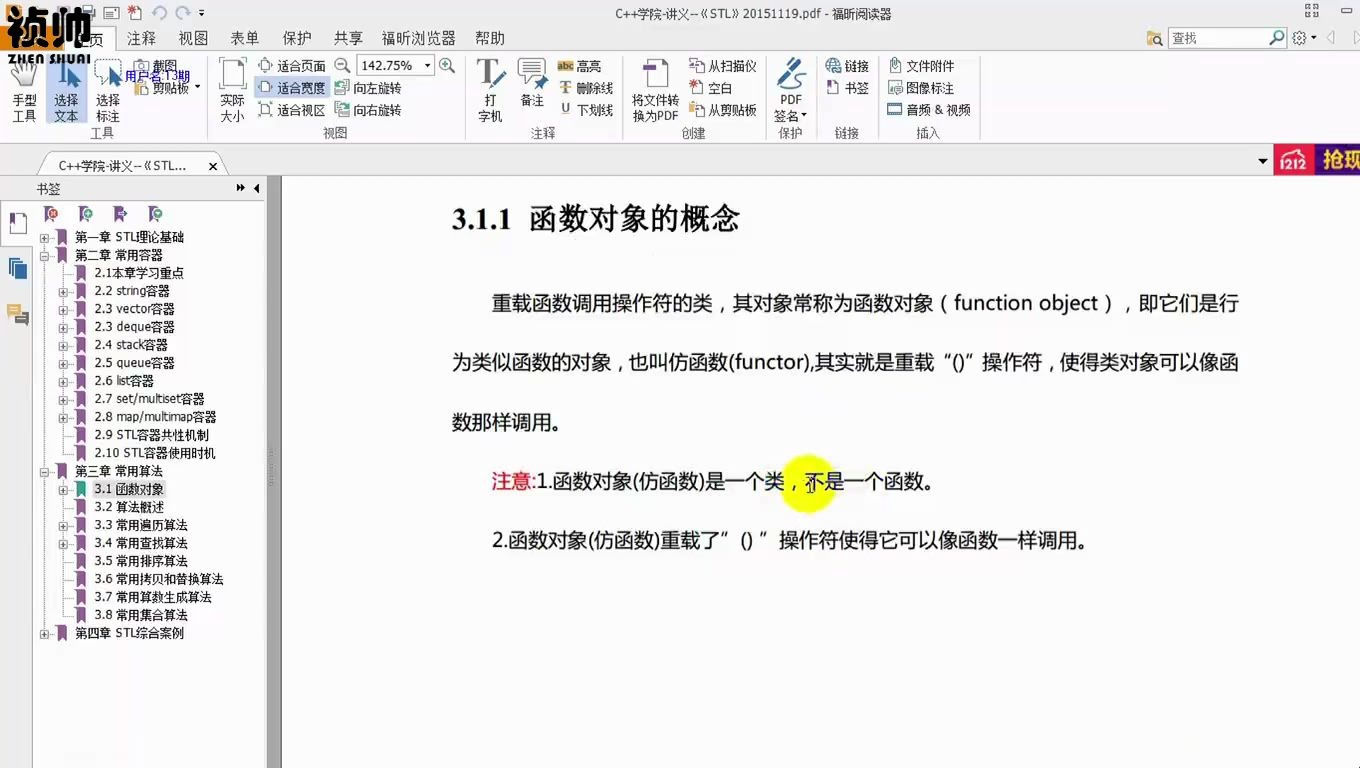 祯帅
ZHEN SHUAI
用户名:13期
C++学院-讲义--《STL》20151119.pdf - 福昕阅读器
页 注释 视图 表单 保护 共享 福昕浏览器 帮助
查找
手型工具
选择文本
选择标注
截图
剪贴板
工具
实际大小
适合页面
适合宽度
适合视区
142.75%
向左旋转
向右旋转
视图
打字机
备注
高亮
删除线
下划线
注释
将文件转换为PDF
从扫描仪
空白
从剪贴板
创建
PDF签名
保护
链接
书签
链接
文件附件
图像标注
音频 & 视频
插入
C++学院-讲义--《STL...
1212 抢现
书签
第一章 STL理论基础
第二章 常用容器
2.1本章学习重点
2.2 string容器
2.3 vector容器
2.3 deque容器
2.4 stack容器
2.5 queue容器
2.6 list容器
2.7 set/multiset容器
2.8 map/multimap容器
2.9 STL容器共性机制
2.10 STL容器使用时机
第三章 常用算法
3.1 函数对象
3.2 算法概述
3.3 常用遍历算法
3.4 常用查找算法
3.5 常用排序算法
3.6 常用拷贝和替换算法
3.7 常用算数生成算法
3.8 常用集合算法
第四章 STL综合案例
3.1.1 函数对象的概念
重载函数调用操作符的类，其对象常称为函数对象（function object），即它们是行
为类似函数的对象，也叫仿函数(functor),其实就是重载“()”操作符，使得类对象可以像函
数那样调用。
注意:1.函数对象(仿函数)是一个类，不是一个函数。
2.函数对象(仿函数)重载了”() ”操作符使得它可以像函数一样调用。